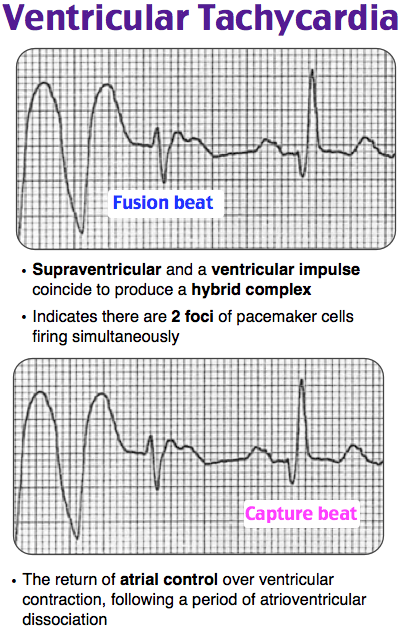 Ventricular Tachycardia
Fusion beat
• Supraventricular and a ventricular impulse
coincide to produce a hybrid complex
• Indicates there are 2 foci of pacemaker cells
firing simultaneously
Capture beat
• The return of atrial control over ventricular
contraction, following a period of atrioventricular
dissociation